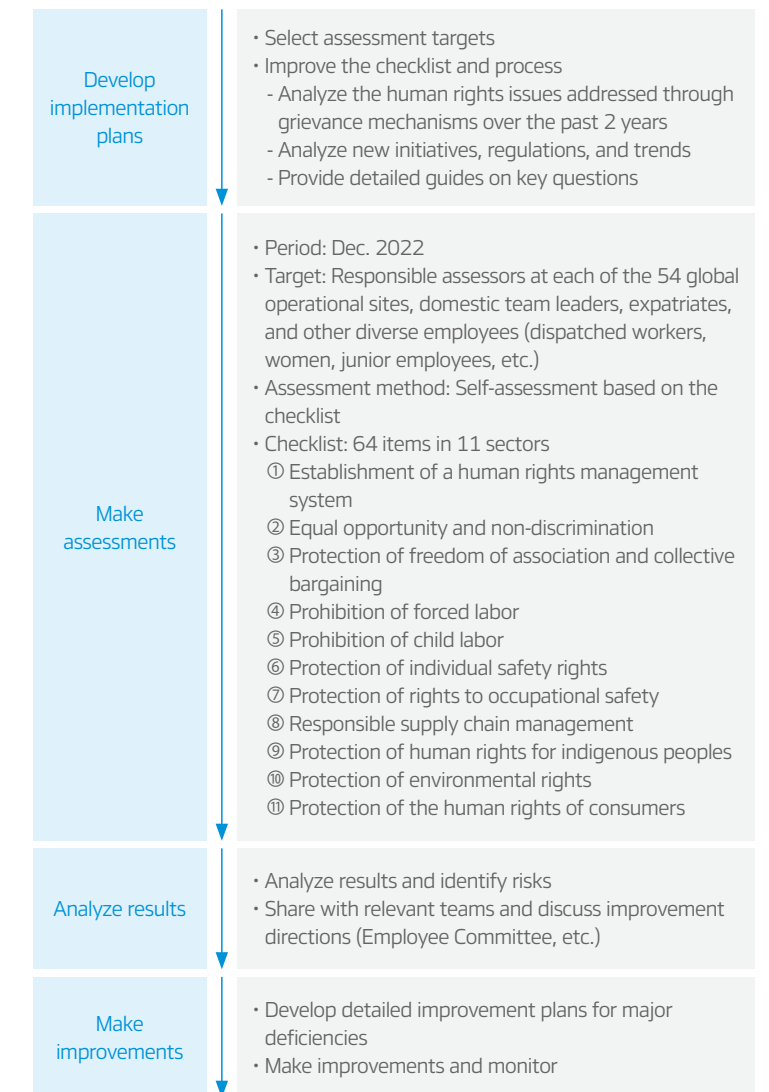 Develop
implementation
plans
· Select assessment targets
· Improve the checklist and process
- Analyze the human rights issues addressed through
grievance mechanisms over the past 2 years
- Analyze new initiatives, regulations, and trends
- Provide detailed guides on key questions
Make
assessments
· Period: Dec. 2022
· Target: Responsible assessors at each of the 54 global
operational sites, domestic team leaders, expatriates,
and other diverse employees (dispatched workers,
women, junior employees, etc.)
· Assessment method: Self-assessment based on the
checklist
· Checklist: 64 items in 11 sectors
① Establishment of a human rights management
system
② Equal opportunity and non-discrimination
③ Protection of freedom of association and collective
bargaining
④ Prohibition of forced labor
⑤ Prohibition of child labor
⑥ Protection of individual safety rights
⑦ Protection of rights to occupational safety
⑧ Responsible supply chain management
⑨ Protection of human rights for indigenous peoples
⑩ Protection of environmental rights
⑪ Protection of the human rights of consumers
Analyze results
· Analyze results and identify risks
· Share with relevant teams and discuss improvement
directions (Employee Committee, etc.)
Make
improvements
· Develop detailed improvement plans for major
deficiencies
· Make improvements and monitor